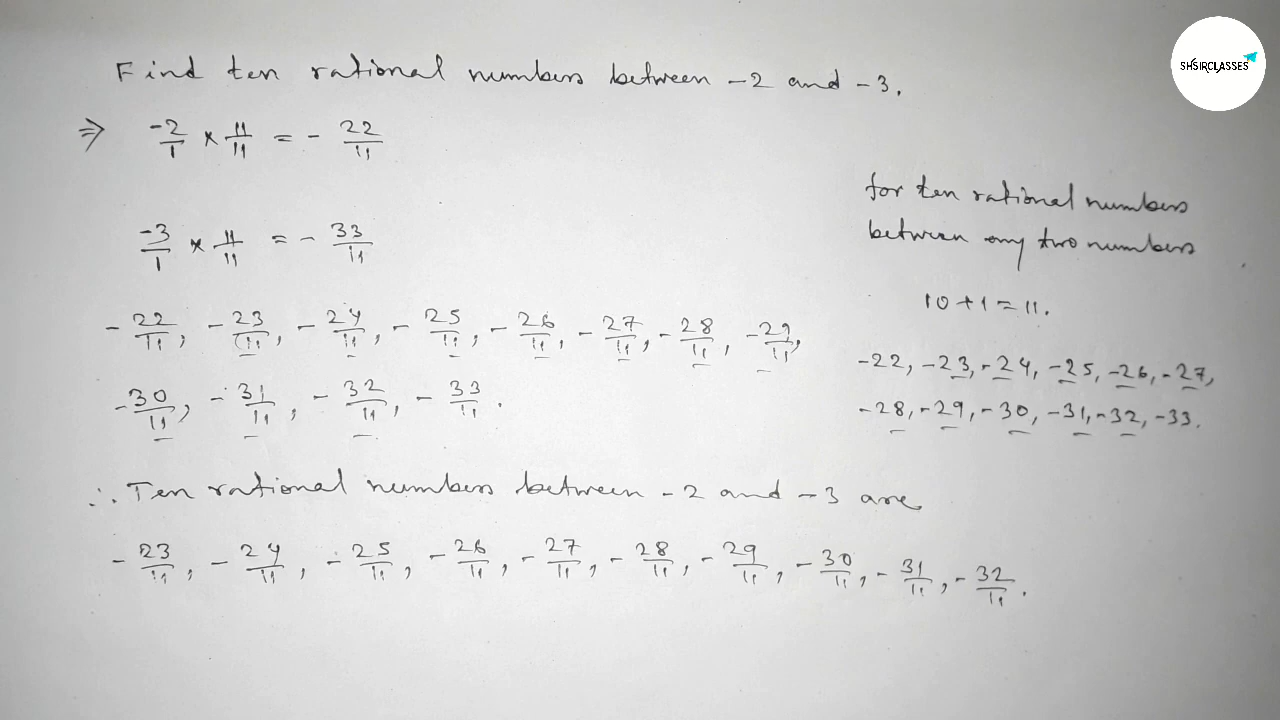 Find ten rational numbers between -2 and -3.
SHSIRCLASSES
⇒ -2/1 × 11/11 = - 22/11
-3/1 × 11/11 = - 33/11
for ten rational numbers
between any two numbers
10+1=11.
- 22/11, - 23/11, - 24/11, - 25/11, - 26/11, - 27/11, - 28/11, - 29/11,
- 30/11, - 31/11, - 32/11, - 33/11.
-22, -23, -24, -25, -26, -27,
-28, -29, -30, -31, -32, -33.
∴ Ten rational numbers between -2 and -3 are
- 23/11, - 24/11, - 25/11, - 26/11, - 27/11, - 28/11, - 29/11, - 30/11, - 31/11, - 32/11.